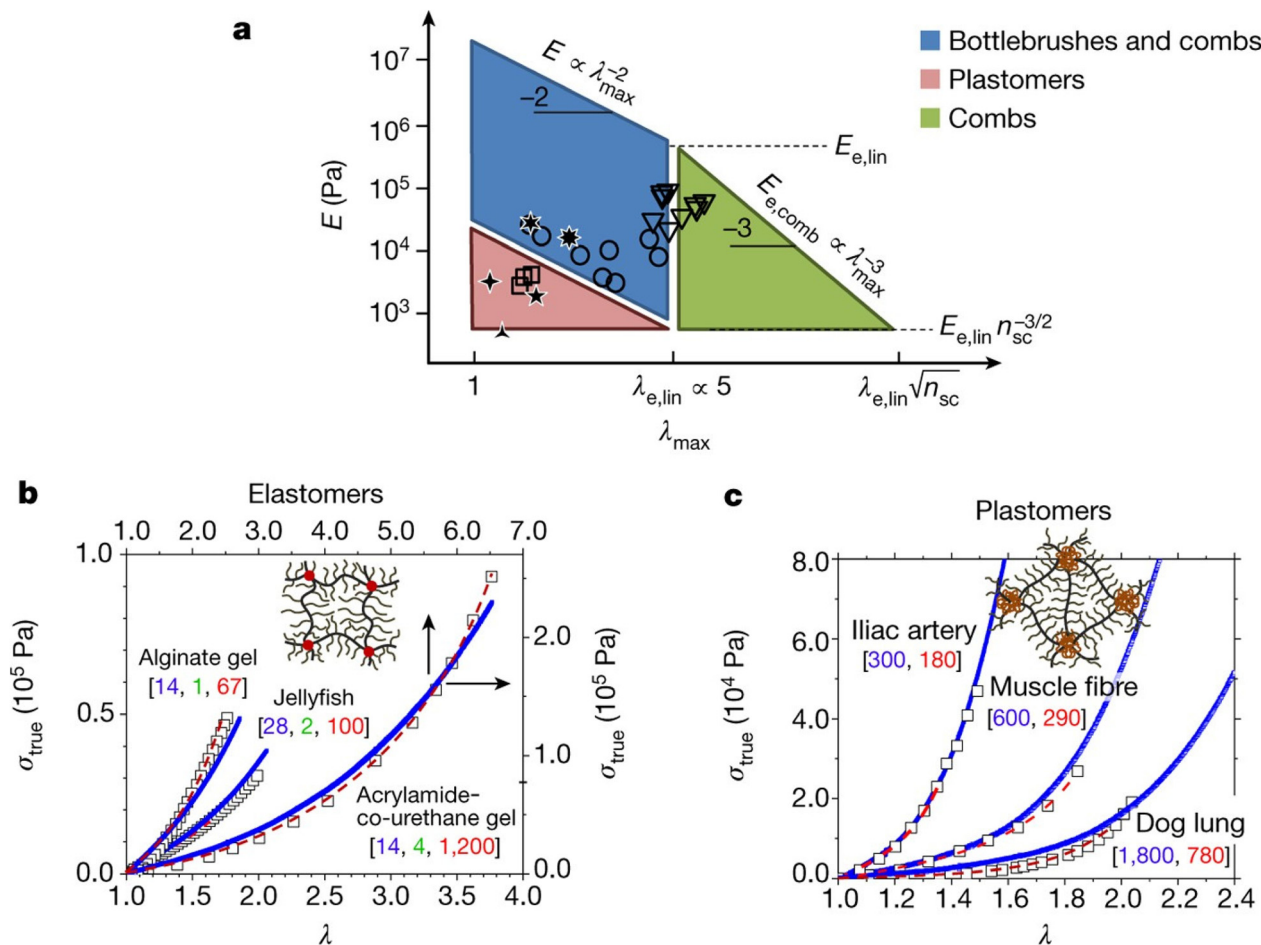 a
Bottlebrushes and combs
Plastomers
Combs
E ∝ λ_max^−2
−2
E_e,lin
E_e,comb ∝ λ_max^−3
−3
E_e,lin n_sc^−3/2
E (Pa)
10^7
10^6
10^5
10^4
10^3
1
λ_e,lin ∝ 5
λ_e,lin √n_sc
λ_max
b
Elastomers
1.0 2.0 3.0 4.0 5.0 6.0 7.0
1.0
0.5
0.0
σ_true (10^5 Pa)
Alginate gel
[14, 1, 67]
Jellyfish
[28, 2, 100]
Acrylamide–
co-urethane gel
[14, 4, 1,200]
2.0
1.0
0.0
σ_true (10^5 Pa)
1.0 1.5 2.0 2.5 3.0 3.5 4.0
λ
c
Plastomers
8.0
6.0
4.0
2.0
0.0
σ_true (10^4 Pa)
Iliac artery
[300, 180]
Muscle fibre
[600, 290]
Dog lung
[1,800, 780]
1.0 1.2 1.4 1.6 1.8 2.0 2.2 2.4
λ